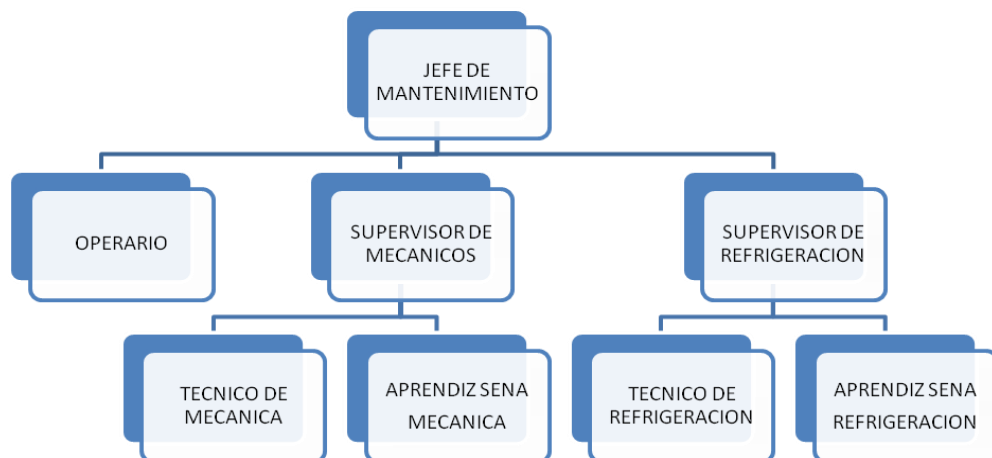 JEFE DE
MANTENIMIENTO
OPERARIO
SUPERVISOR DE
MECANICOS
SUPERVISOR DE
REFRIGERACION
TECNICO DE
MECANICA
APRENDIZ SENA
MECANICA
TECNICO DE
REFRIGERACION
APRENDIZ SENA
REFRIGERACION